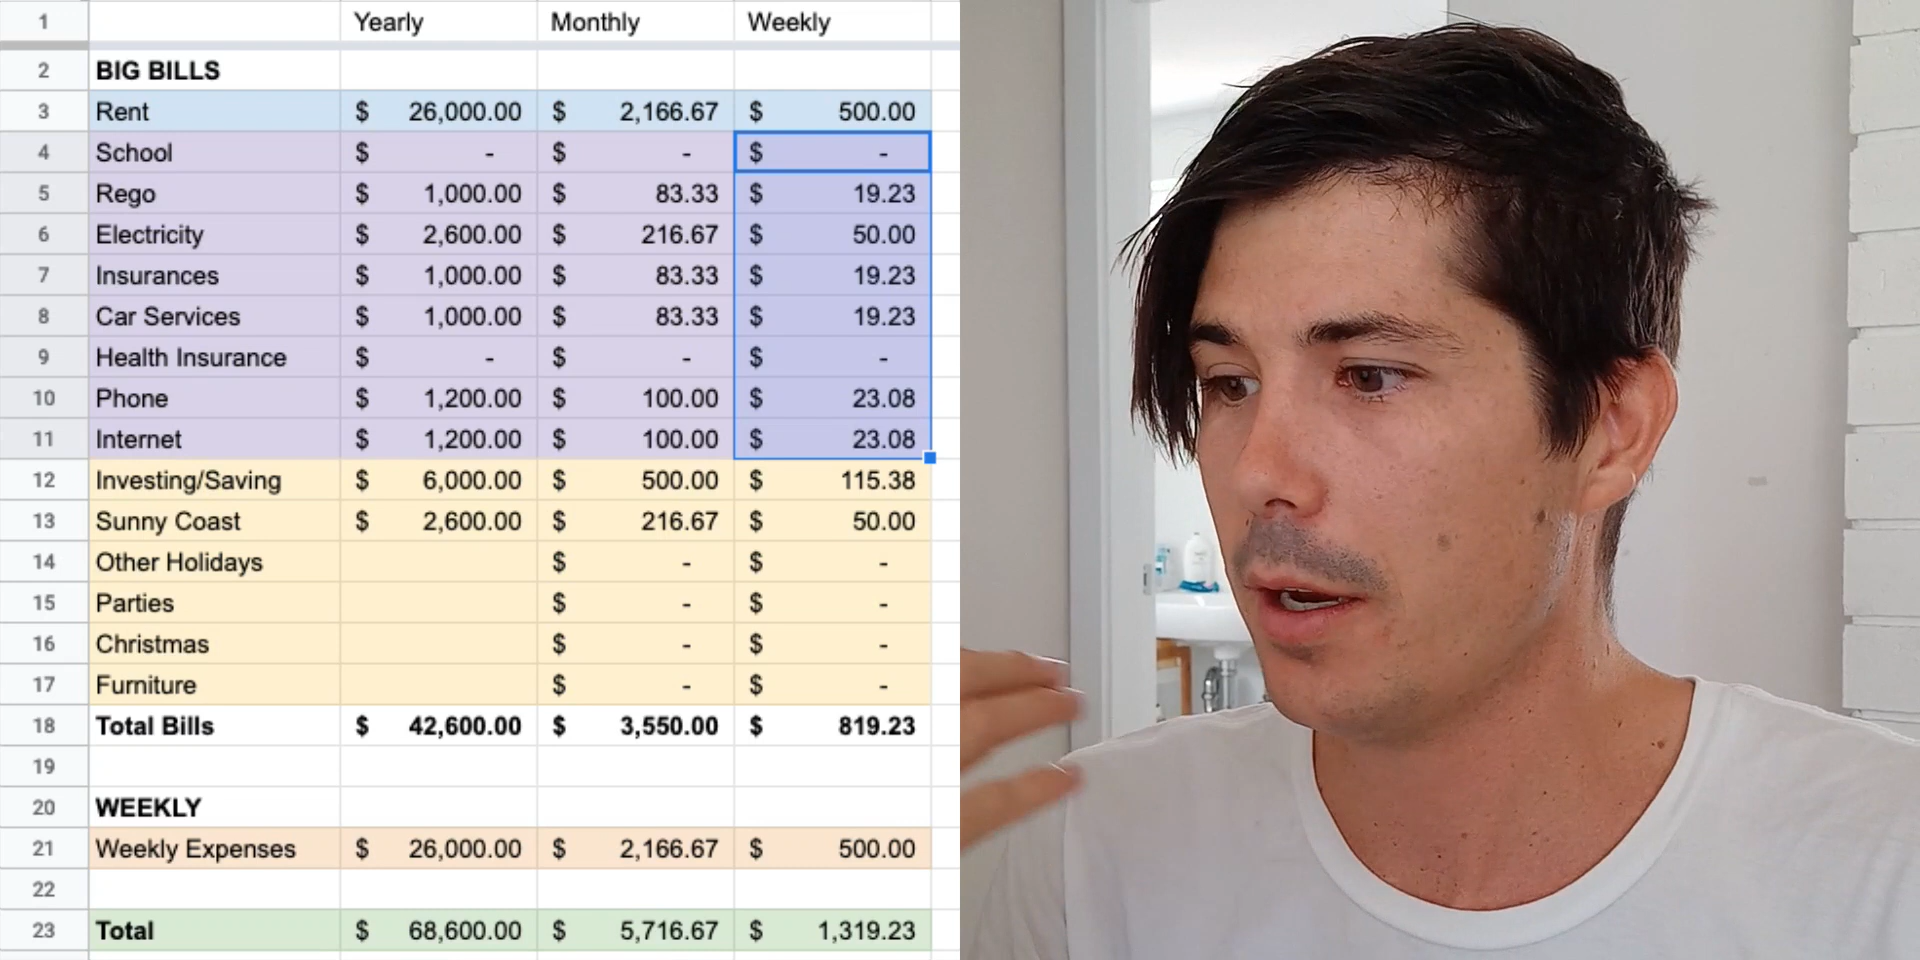 1 Yearly Monthly Weekly
2 BIG BILLS
3 Rent $ 26,000.00 $ 2,166.67 $ 500.00
4 School $ - $ - $ -
5 Rego $ 1,000.00 $ 83.33 $ 19.23
6 Electricity $ 2,600.00 $ 216.67 $ 50.00
7 Insurances $ 1,000.00 $ 83.33 $ 19.23
8 Car Services $ 1,000.00 $ 83.33 $ 19.23
9 Health Insurance $ - $ - $ -
10 Phone $ 1,200.00 $ 100.00 $ 23.08
11 Internet $ 1,200.00 $ 100.00 $ 23.08
12 Investing/Saving $ 6,000.00 $ 500.00 $ 115.38
13 Sunny Coast $ 2,600.00 $ 216.67 $ 50.00
14 Other Holidays $ - $ -
15 Parties $ - $ -
16 Christmas $ - $ -
17 Furniture $ - $ -
18 Total Bills $ 42,600.00 $ 3,550.00 $ 819.23
19
20 WEEKLY
21 Weekly Expenses $ 26,000.00 $ 2,166.67 $ 500.00
22
23 Total $ 68,600.00 $ 5,716.67 $ 1,319.23